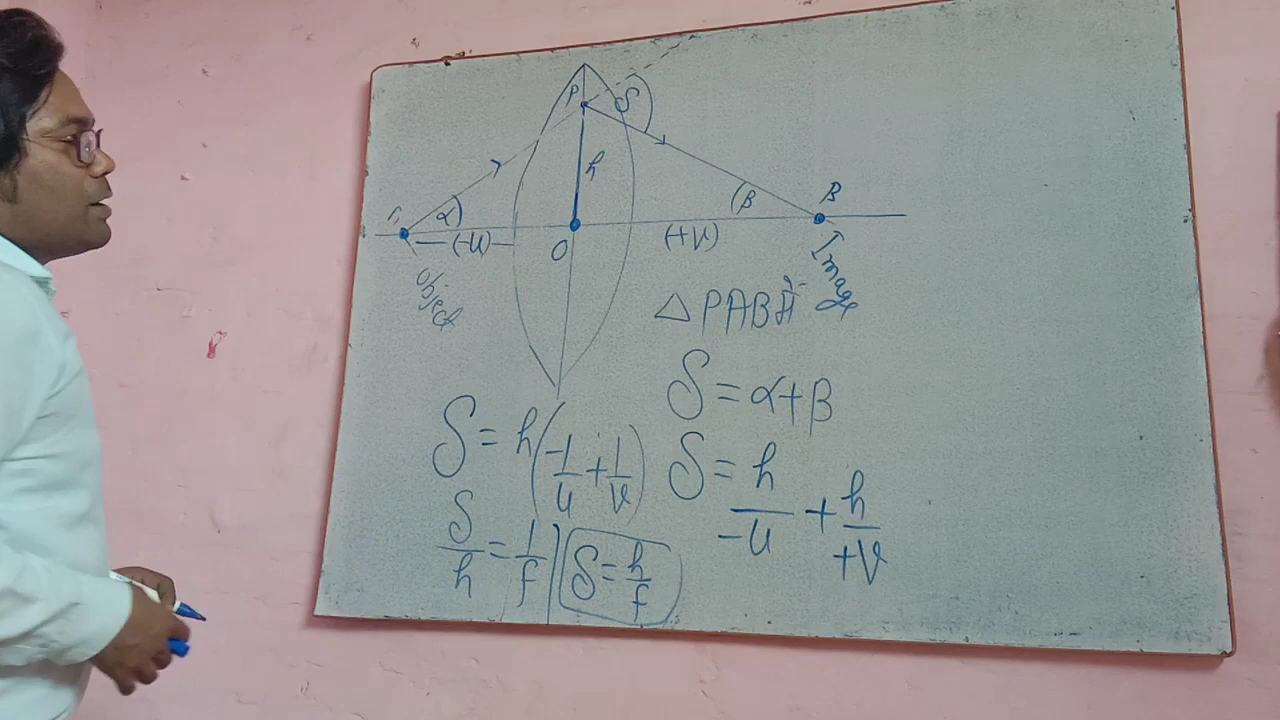 P
δ
h
α
β
B
(-u)
O
(+v)
object
Image
Δ PAB में
δ = α+β
δ = h/-u + h/+v
δ = h(-1/u + 1/v)
δ/h = 1/f
δ = h/f